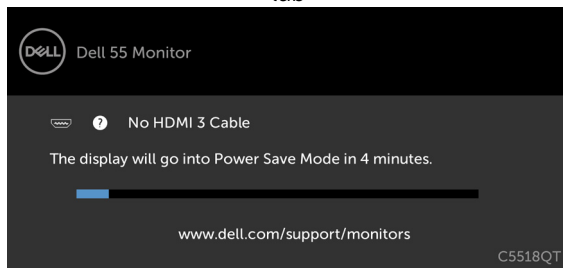 DELL
Dell 55 Monitor
? No HDMI 3 Cable
The display will go into Power Save Mode in 4 minutes.
www.dell.com/support/monitors
C5518QT